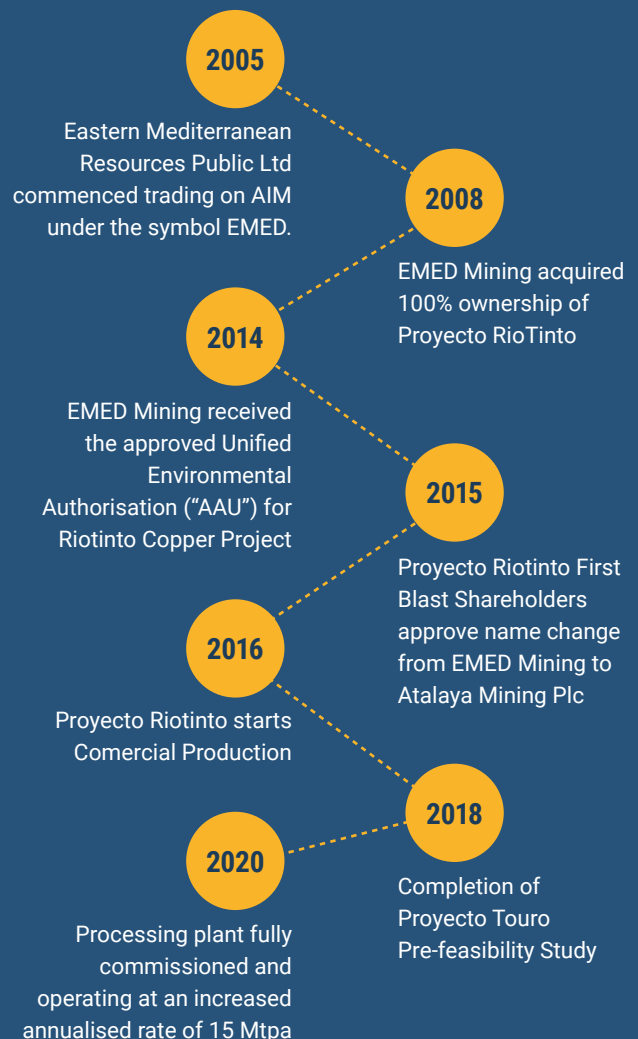 2005
Eastern Mediterranean
Resources Public Ltd
commenced trading on AIM
under the symbol EMED.
2008
EMED Mining acquired
100% ownership of
Proyecto RioTinto
2014
EMED Mining received
the approved Unified
Environmental
Authorisation (“AAU”) for
Riotinto Copper Project
2015
Proyecto Riotinto First
Blast Shareholders
approve name change
from EMED Mining to
Atalaya Mining Plc
2016
Proyecto Riotinto starts
Comercial Production
2018
Completion of
Proyecto Touro
Pre-feasibility Study
2020
Processing plant fully
commissioned and
operating at an increased
annualised rate of 15 Mtpa